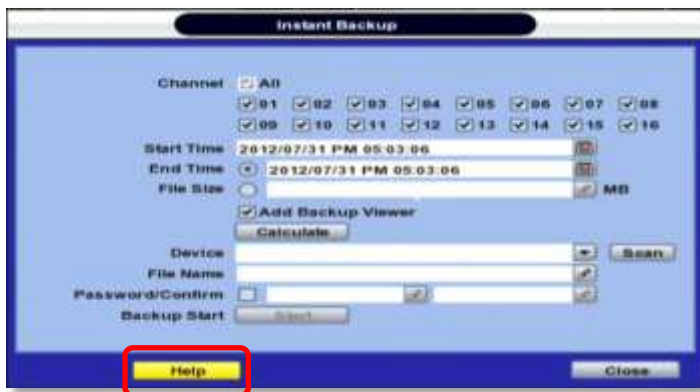 Instant Backup
Channel All
01 02 03 04 05 06 07 08
09 10 11 12 13 14 15 16
Start Time 2012/07/31 PM 05:03:06
End Time 2012/07/31 PM 05:03:06
File Size MB
Add Backup Viewer
Calculate
Device Scan
File Name
Password/Confirm
Backup Start Start
Help Close